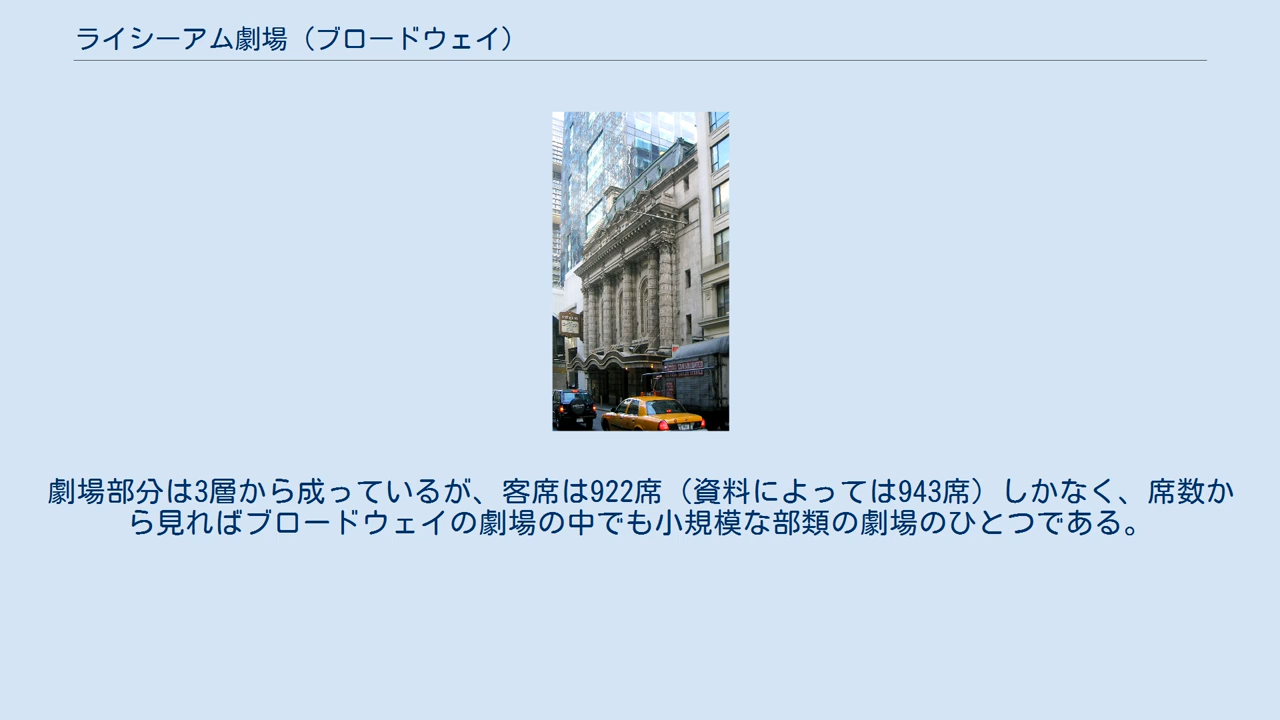 ライシーアム劇場（ブロードウェイ）
劇場部分は3層から成っているが、客席は922席（資料によっては943席）しかなく、席数か
ら見ればブロードウェイの劇場の中でも小規模な部類の劇場のひとつである。